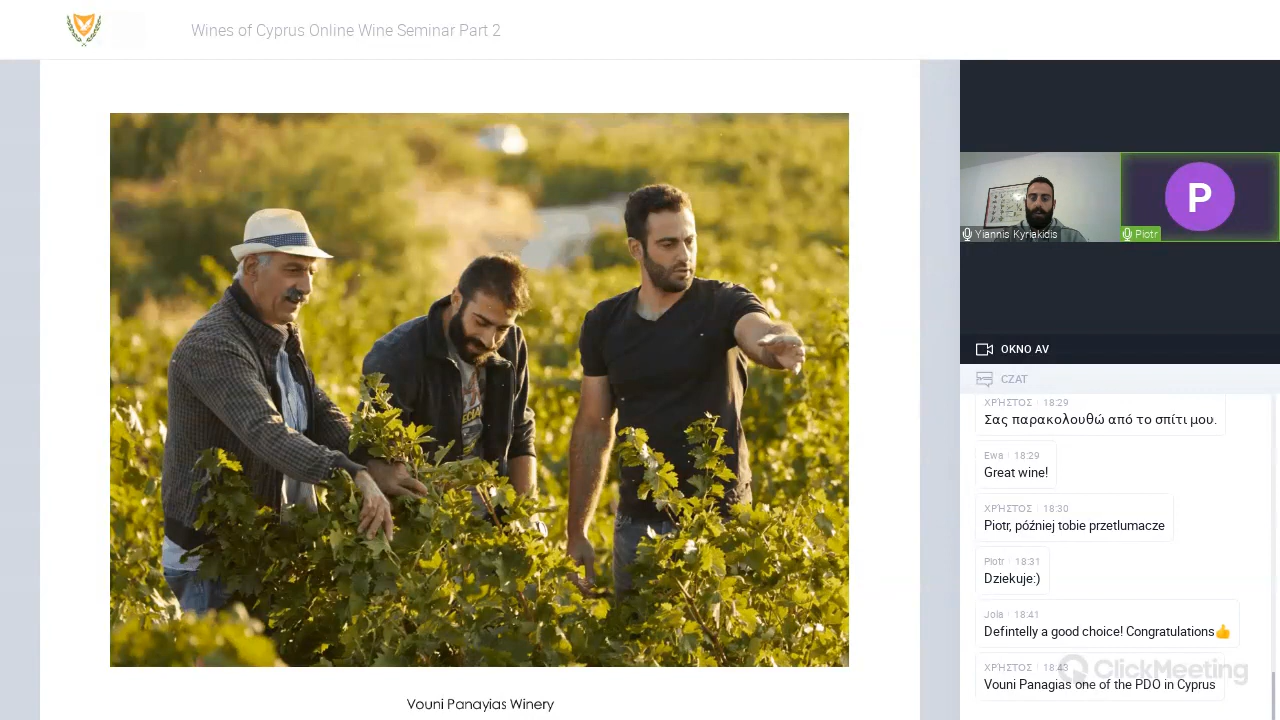 Wines of Cyprus Online Wine Seminar Part 2
Vouni Panayias Winery
Yiannis Kyriakidis
P
Piotr
OKNO AV
CZAT
ΧΡΉΣΤΟΣ 18:29
Σας παρακολουθώ από το σπίτι μου.
Ewa 18:29
Great wine!
ΧΡΉΣΤΟΣ 18:30
Piotr, później tobie przetlumacze
Piotr 18:31
Dziekuje:)
Jola 18:41
Defintelly a good choice! Congratulations👍
ΧΡΉΣΤΟΣ 18:43
Vouni Panagias one of the PDO in Cyprus
ClickMeeting